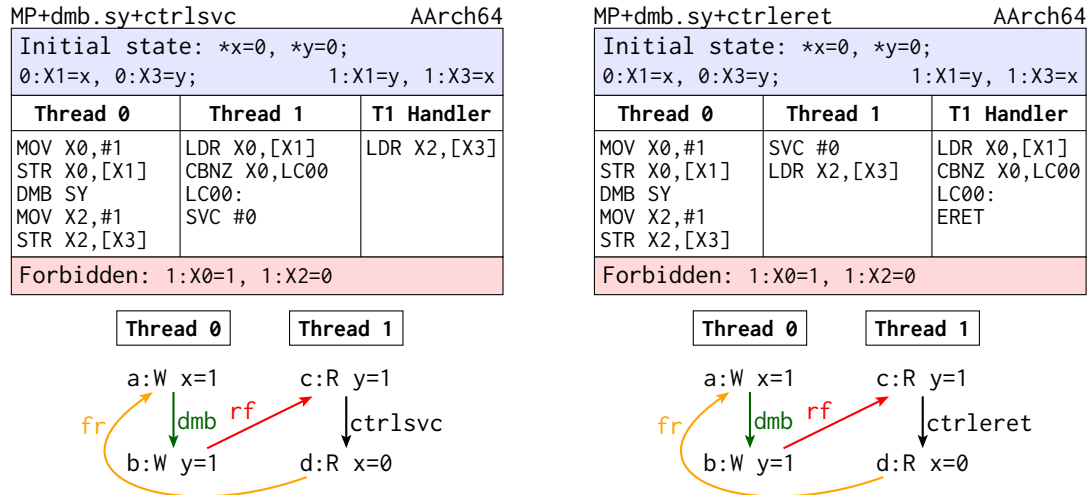 MP+dmb.sy+ctrlsvc AArch64
Initial state: *x=0, *y=0;
0:X1=x, 0:X3=y; 1:X1=y, 1:X3=x
Thread 0 Thread 1 T1 Handler
MOV X0,#1 LDR X0,[X1] LDR X2,[X3]
STR X0,[X1] CBNZ X0,LC00
DMB SY LC00:
MOV X2,#1 SVC #0
STR X2,[X3]
Forbidden: 1:X0=1, 1:X2=0
Thread 0 Thread 1
a:W x=1 c:R y=1
fr dmb rf ctrlsvc
b:W y=1 d:R x=0
MP+dmb.sy+ctrleret AArch64
Initial state: *x=0, *y=0;
0:X1=x, 0:X3=y; 1:X1=y, 1:X3=x
Thread 0 Thread 1 T1 Handler
MOV X0,#1 SVC #0 LDR X0,[X1]
STR X0,[X1] LDR X2,[X3] CBNZ X0,LC00
DMB SY LC00:
MOV X2,#1 ERET
STR X2,[X3]
Forbidden: 1:X0=1, 1:X2=0
Thread 0 Thread 1
a:W x=1 c:R y=1
fr dmb rf ctrleret
b:W y=1 d:R x=0